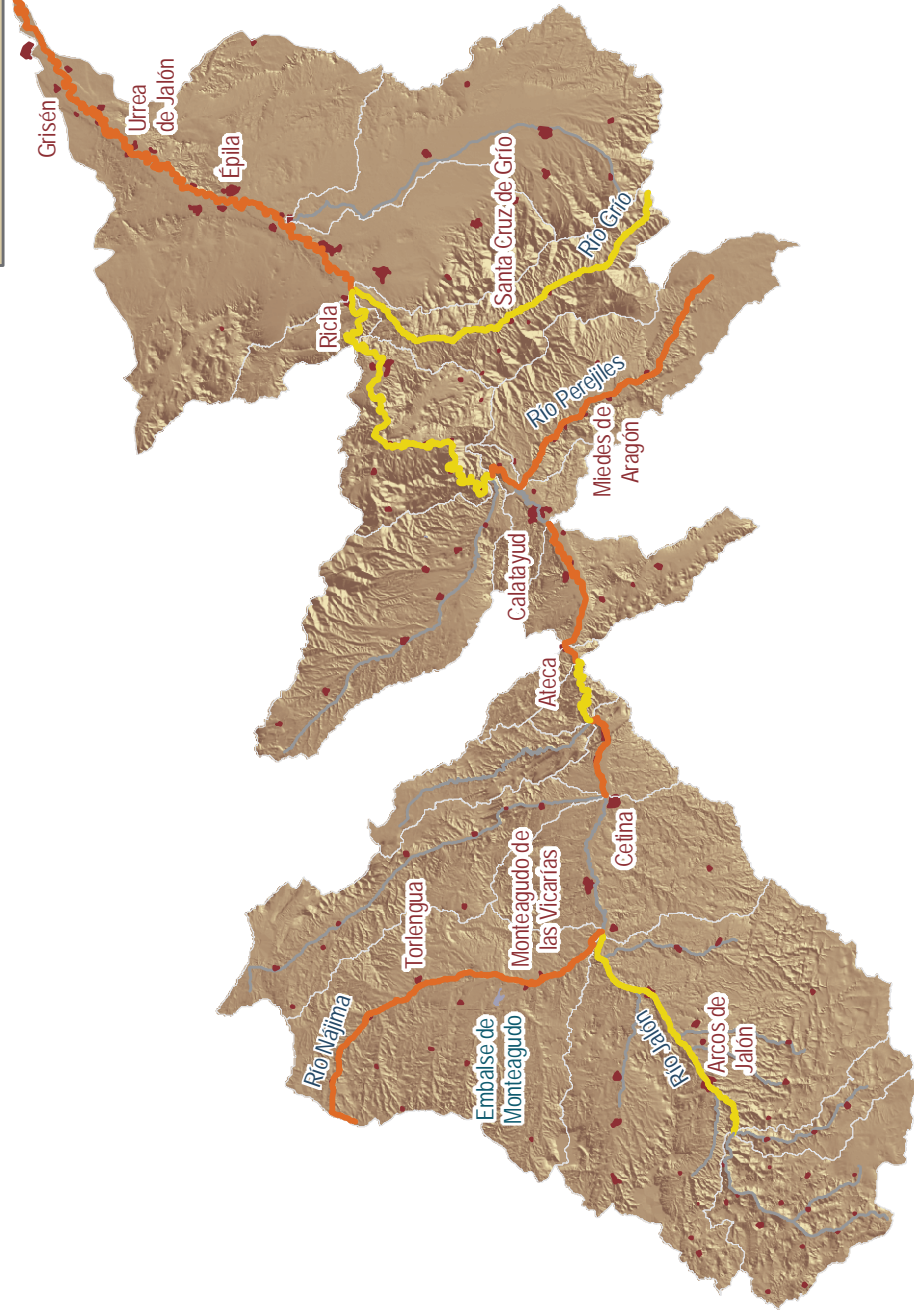 Grisén
Urrea
de Jalón
Épila
Ricla
Santa Cruz de Grío
Río Grío
Río Perejiles
Miedes de
Aragón
Calatayud
Ateca
Cetina
Monteagudo de
las Vicarías
Torlengua
Río Nájima
Embalse de
Monteagudo
Río Jalón
Arcos de
Jalón